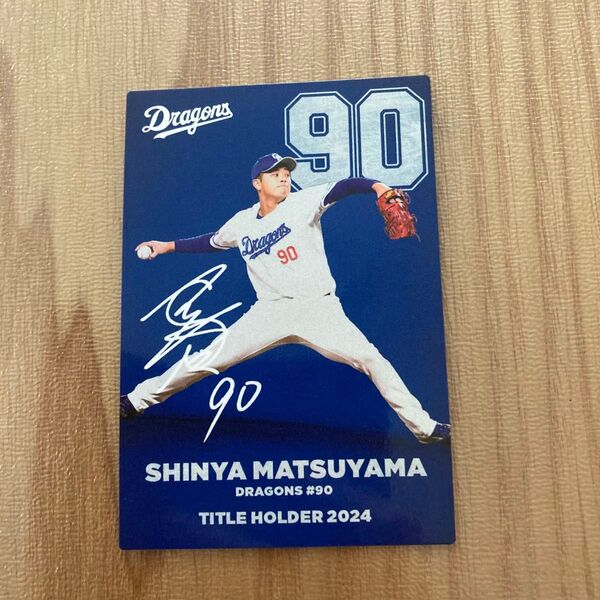 Dragons
90
Dragons
90
90
SHINYA MATSUYAMA
DRAGONS #90
TITLE HOLDER 2024